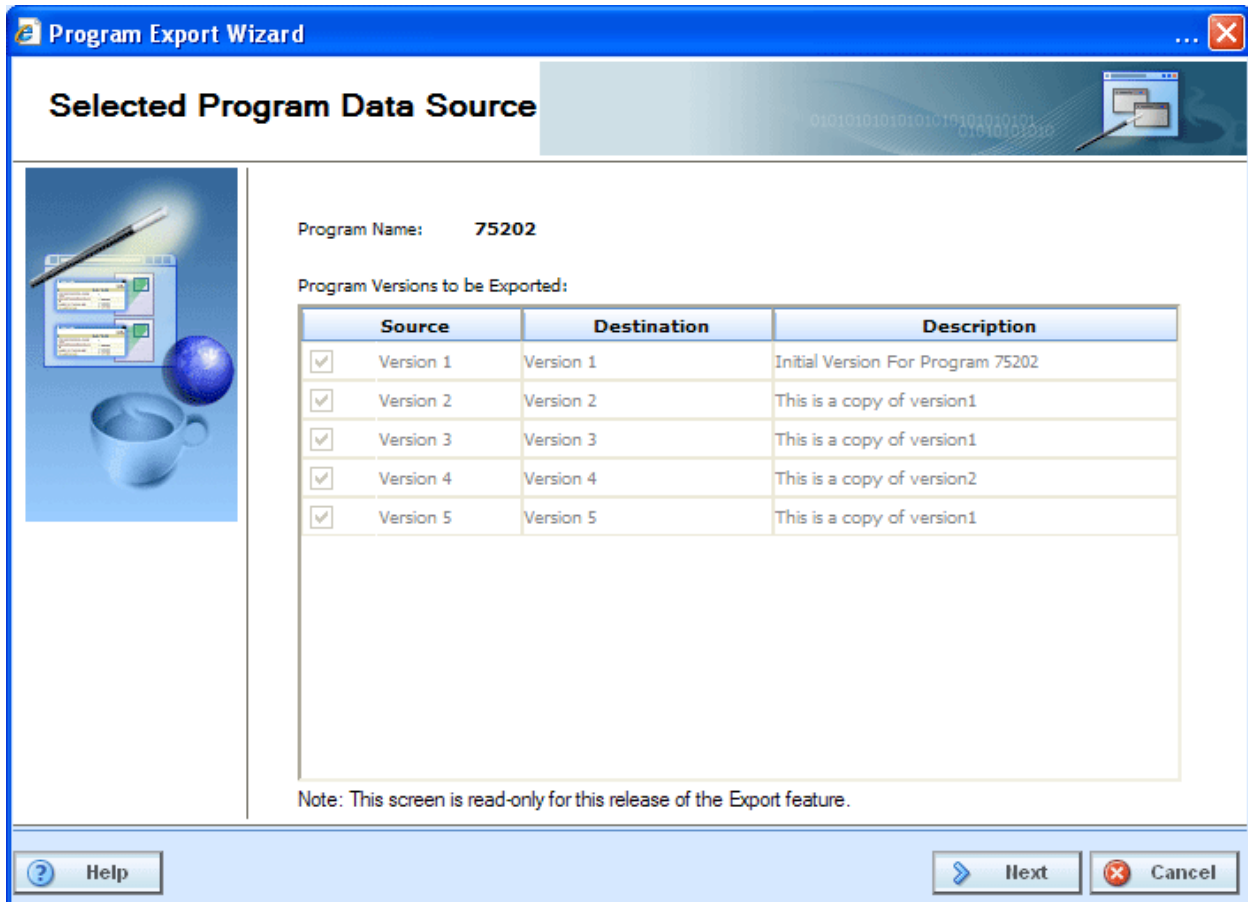 Program Export Wizard ...
Selected Program Data Source
Program Name: 75202
Program Versions to be Exported:
Source Destination Description
Version 1 Version 1 Initial Version For Program 75202
Version 2 Version 2 This is a copy of version1
Version 3 Version 3 This is a copy of version1
Version 4 Version 4 This is a copy of version2
Version 5 Version 5 This is a copy of version1
Note: This screen is read-only for this release of the Export feature.
? Help Next Cancel